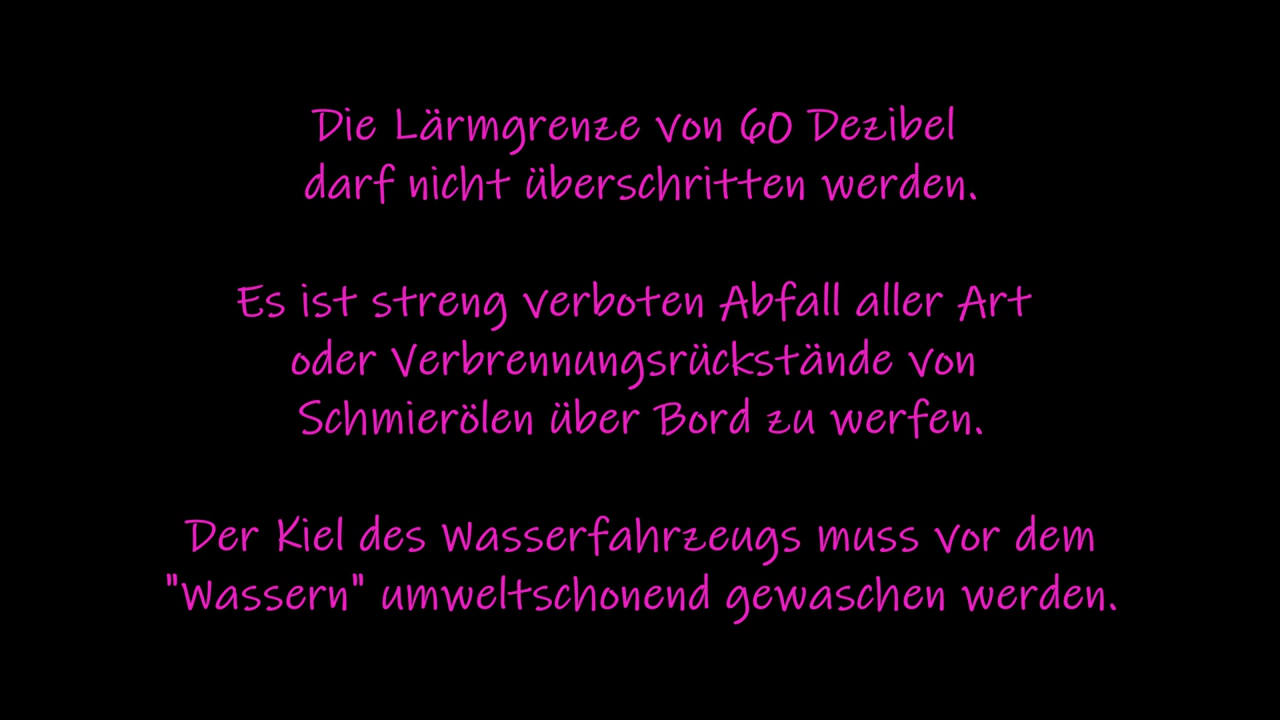 Die Lärmgrenze von 60 Dezibel
darf nicht überschritten werden.
Es ist streng verboten Abfall aller Art
oder Verbrennungsrückstände von
Schmierölen über Bord zu werfen.
Der Kiel des Wasserfahrzeugs muss vor dem
"Wassern" umweltschonend gewaschen werden.